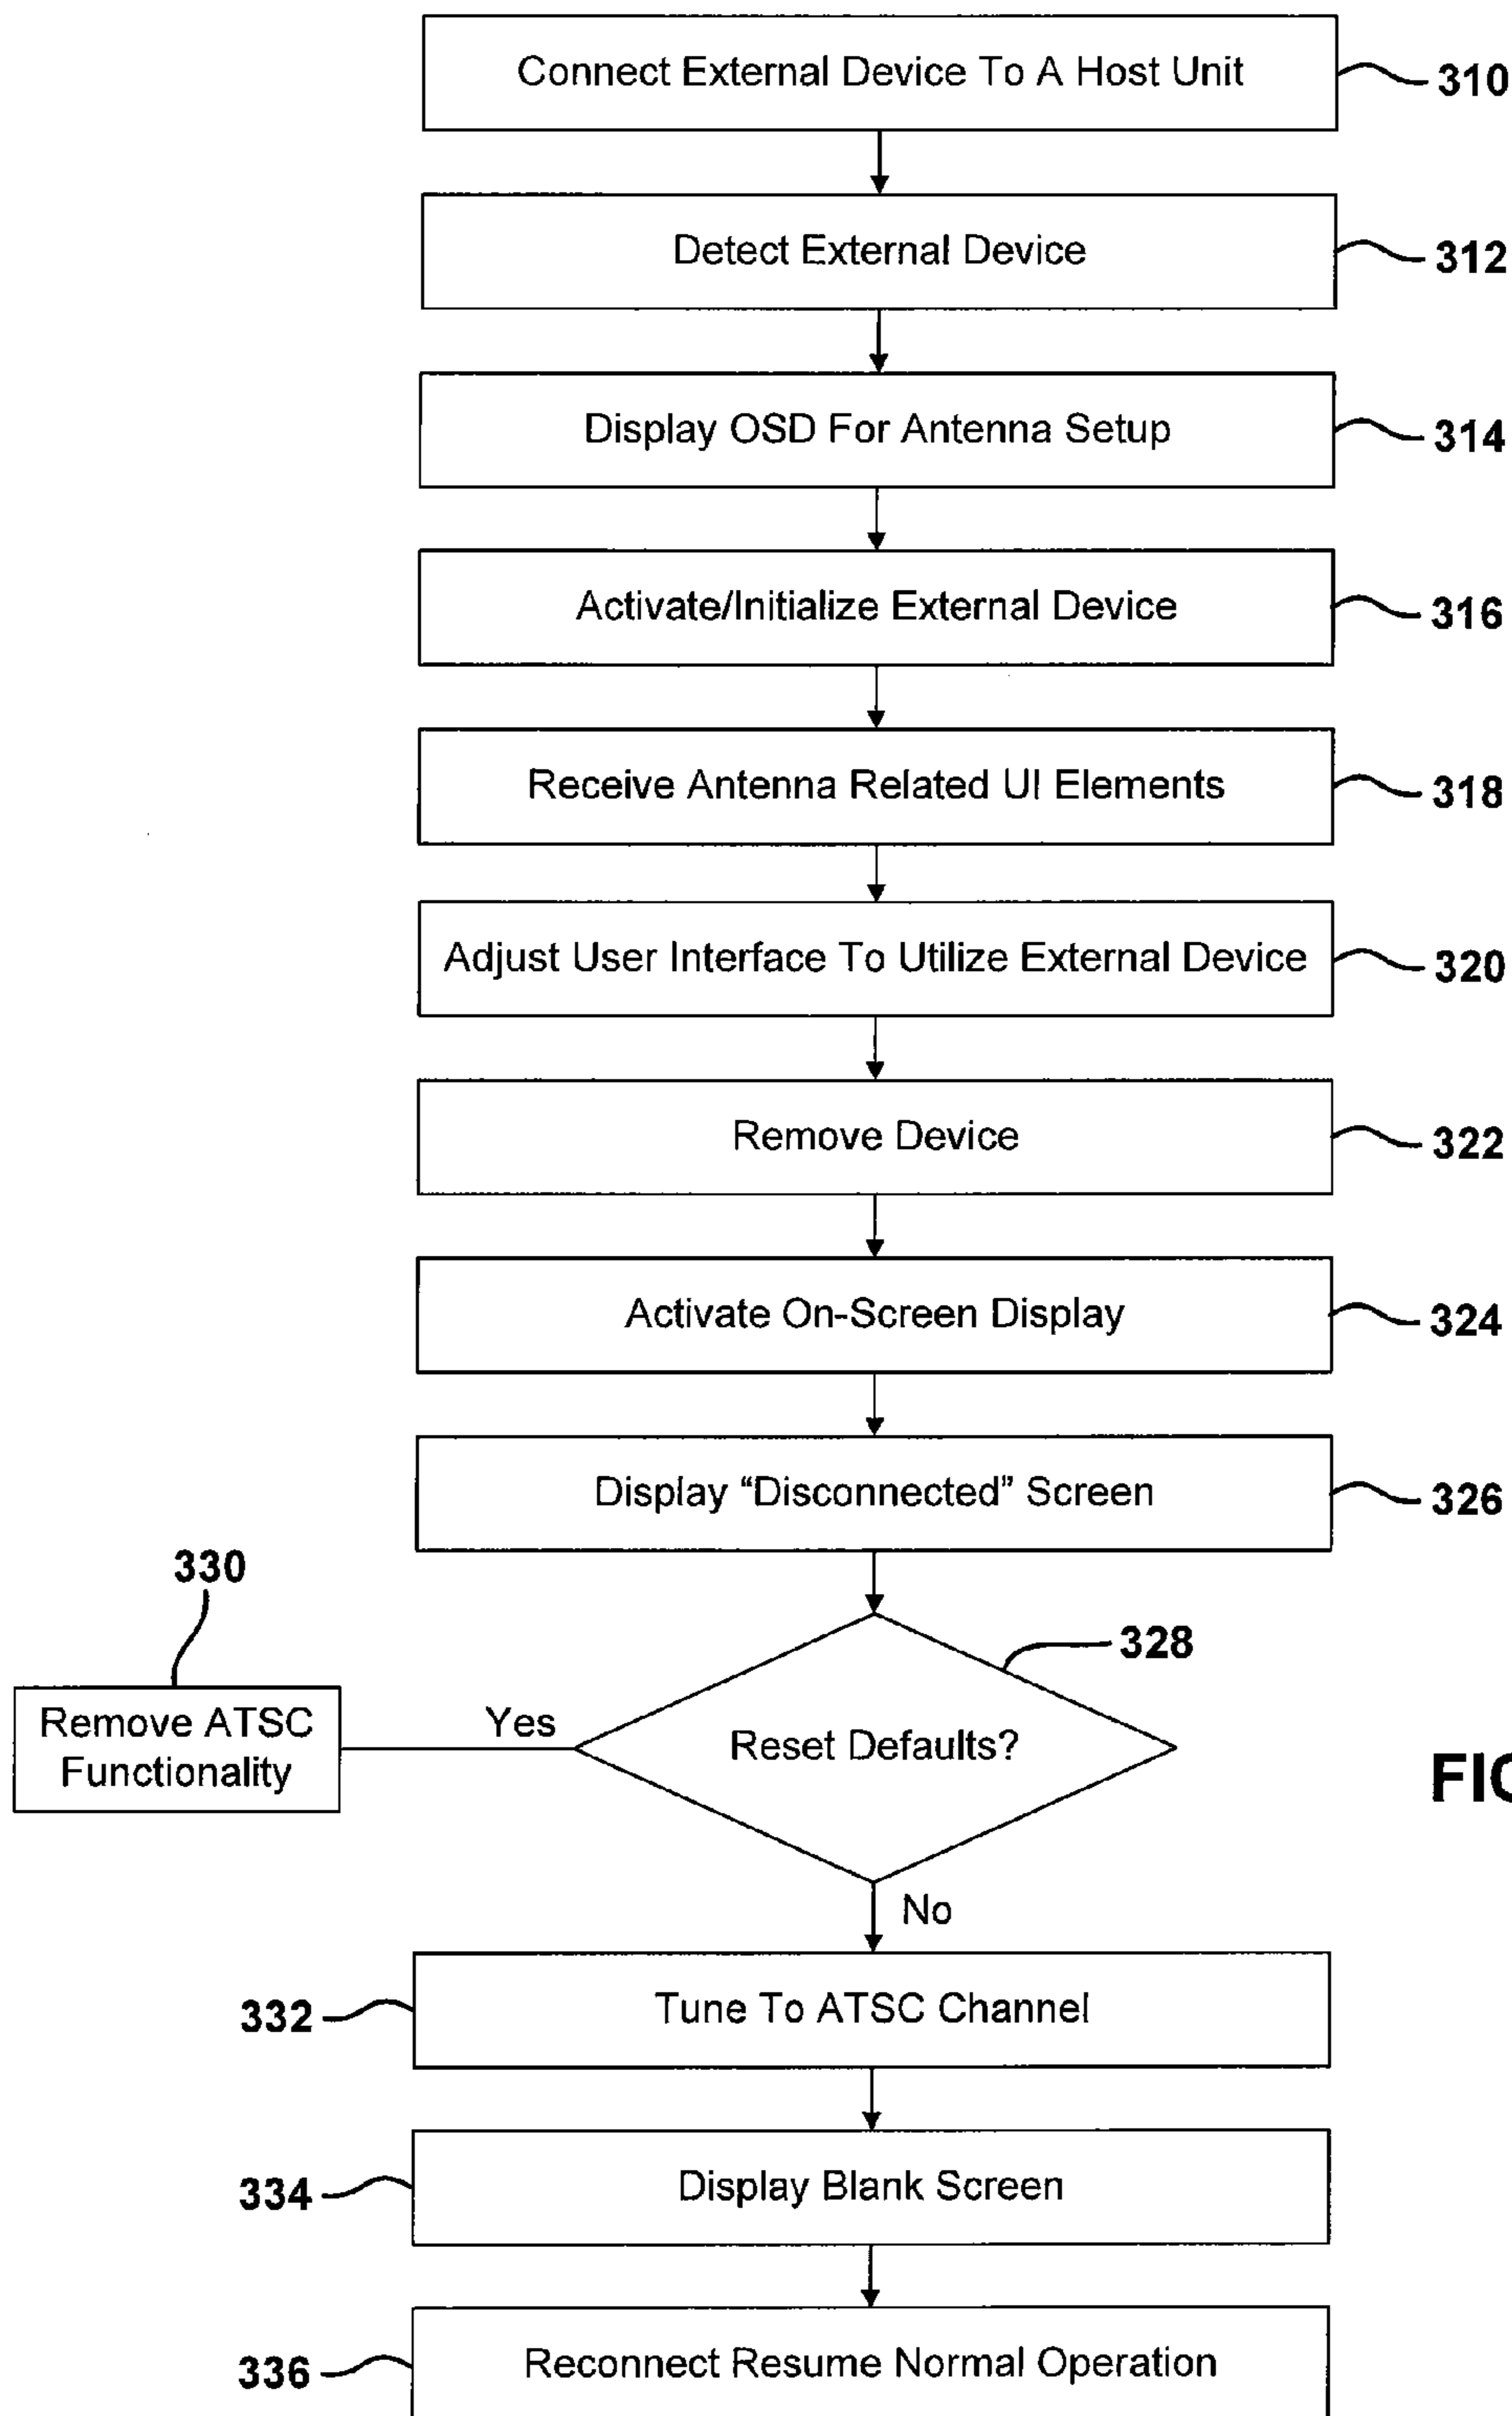 Connect External Device To A Host Unit
310
Detect External Device
312
Display OSD For Antenna Setup
314
Activate/Initialize External Device
316
Receive Antenna Related UI Elements
318
Adjust User Interface To Utilize External Device
320
Remove Device
322
Activate On-Screen Display
324
Display “Disconnected” Screen
326
330
328
Remove ATSC
Functionality
Yes
Reset Defaults?
No
332
Tune To ATSC Channel
334
Display Blank Screen
336
Reconnect Resume Normal Operation